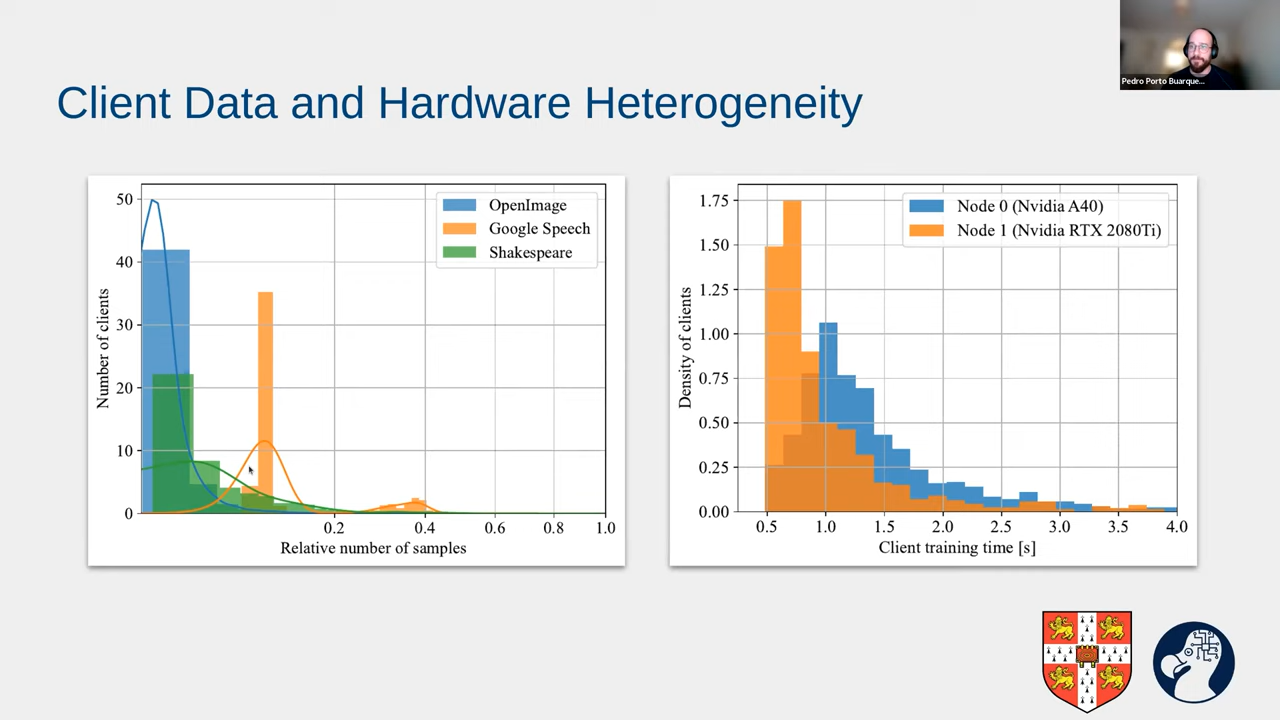 Pedro Porto Buarque...
Client Data and Hardware Heterogeneity
50
40
30
20
10
0
Number of clients
OpenImage
Google Speech
Shakespeare
0.2
0.4
0.6
0.8
1.0
Relative number of samples
1.75
1.50
1.25
1.00
0.75
0.50
0.25
0.00
Density of clients
Node 0 (Nvidia A40)
Node 1 (Nvidia RTX 2080Ti)
0.5
1.0
1.5
2.0
2.5
3.0
3.5
4.0
Client training time [s]